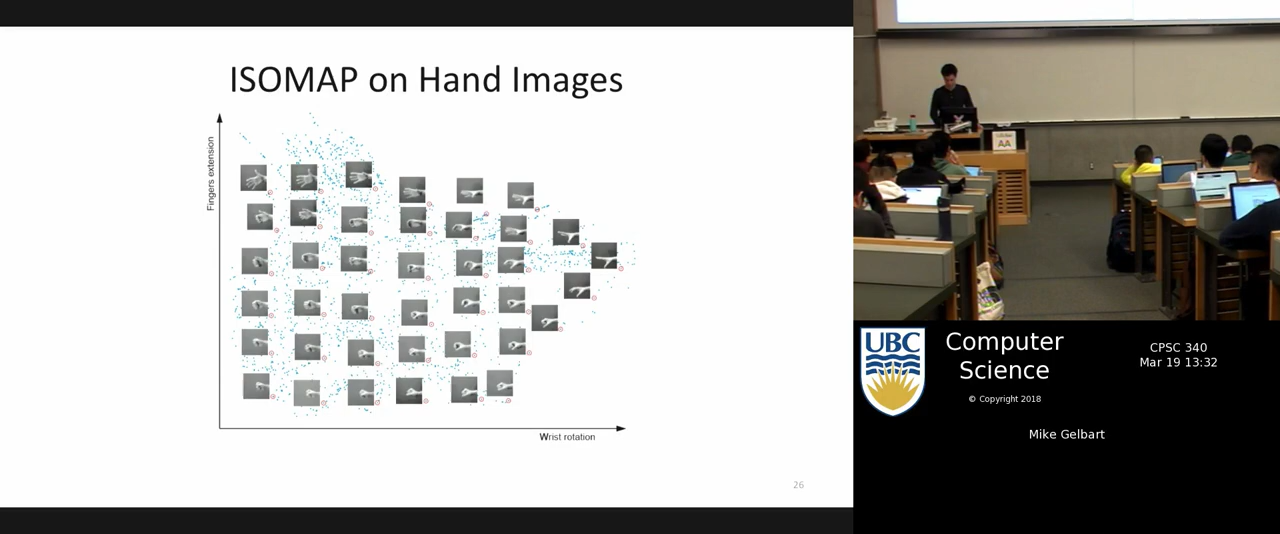 ISOMAP on Hand Images
Fingers extension
Wrist rotation
26
AA
UBC
Computer
Science
© Copyright 2018
CPSC 340
Mar 19 13:32
Mike Gelbart